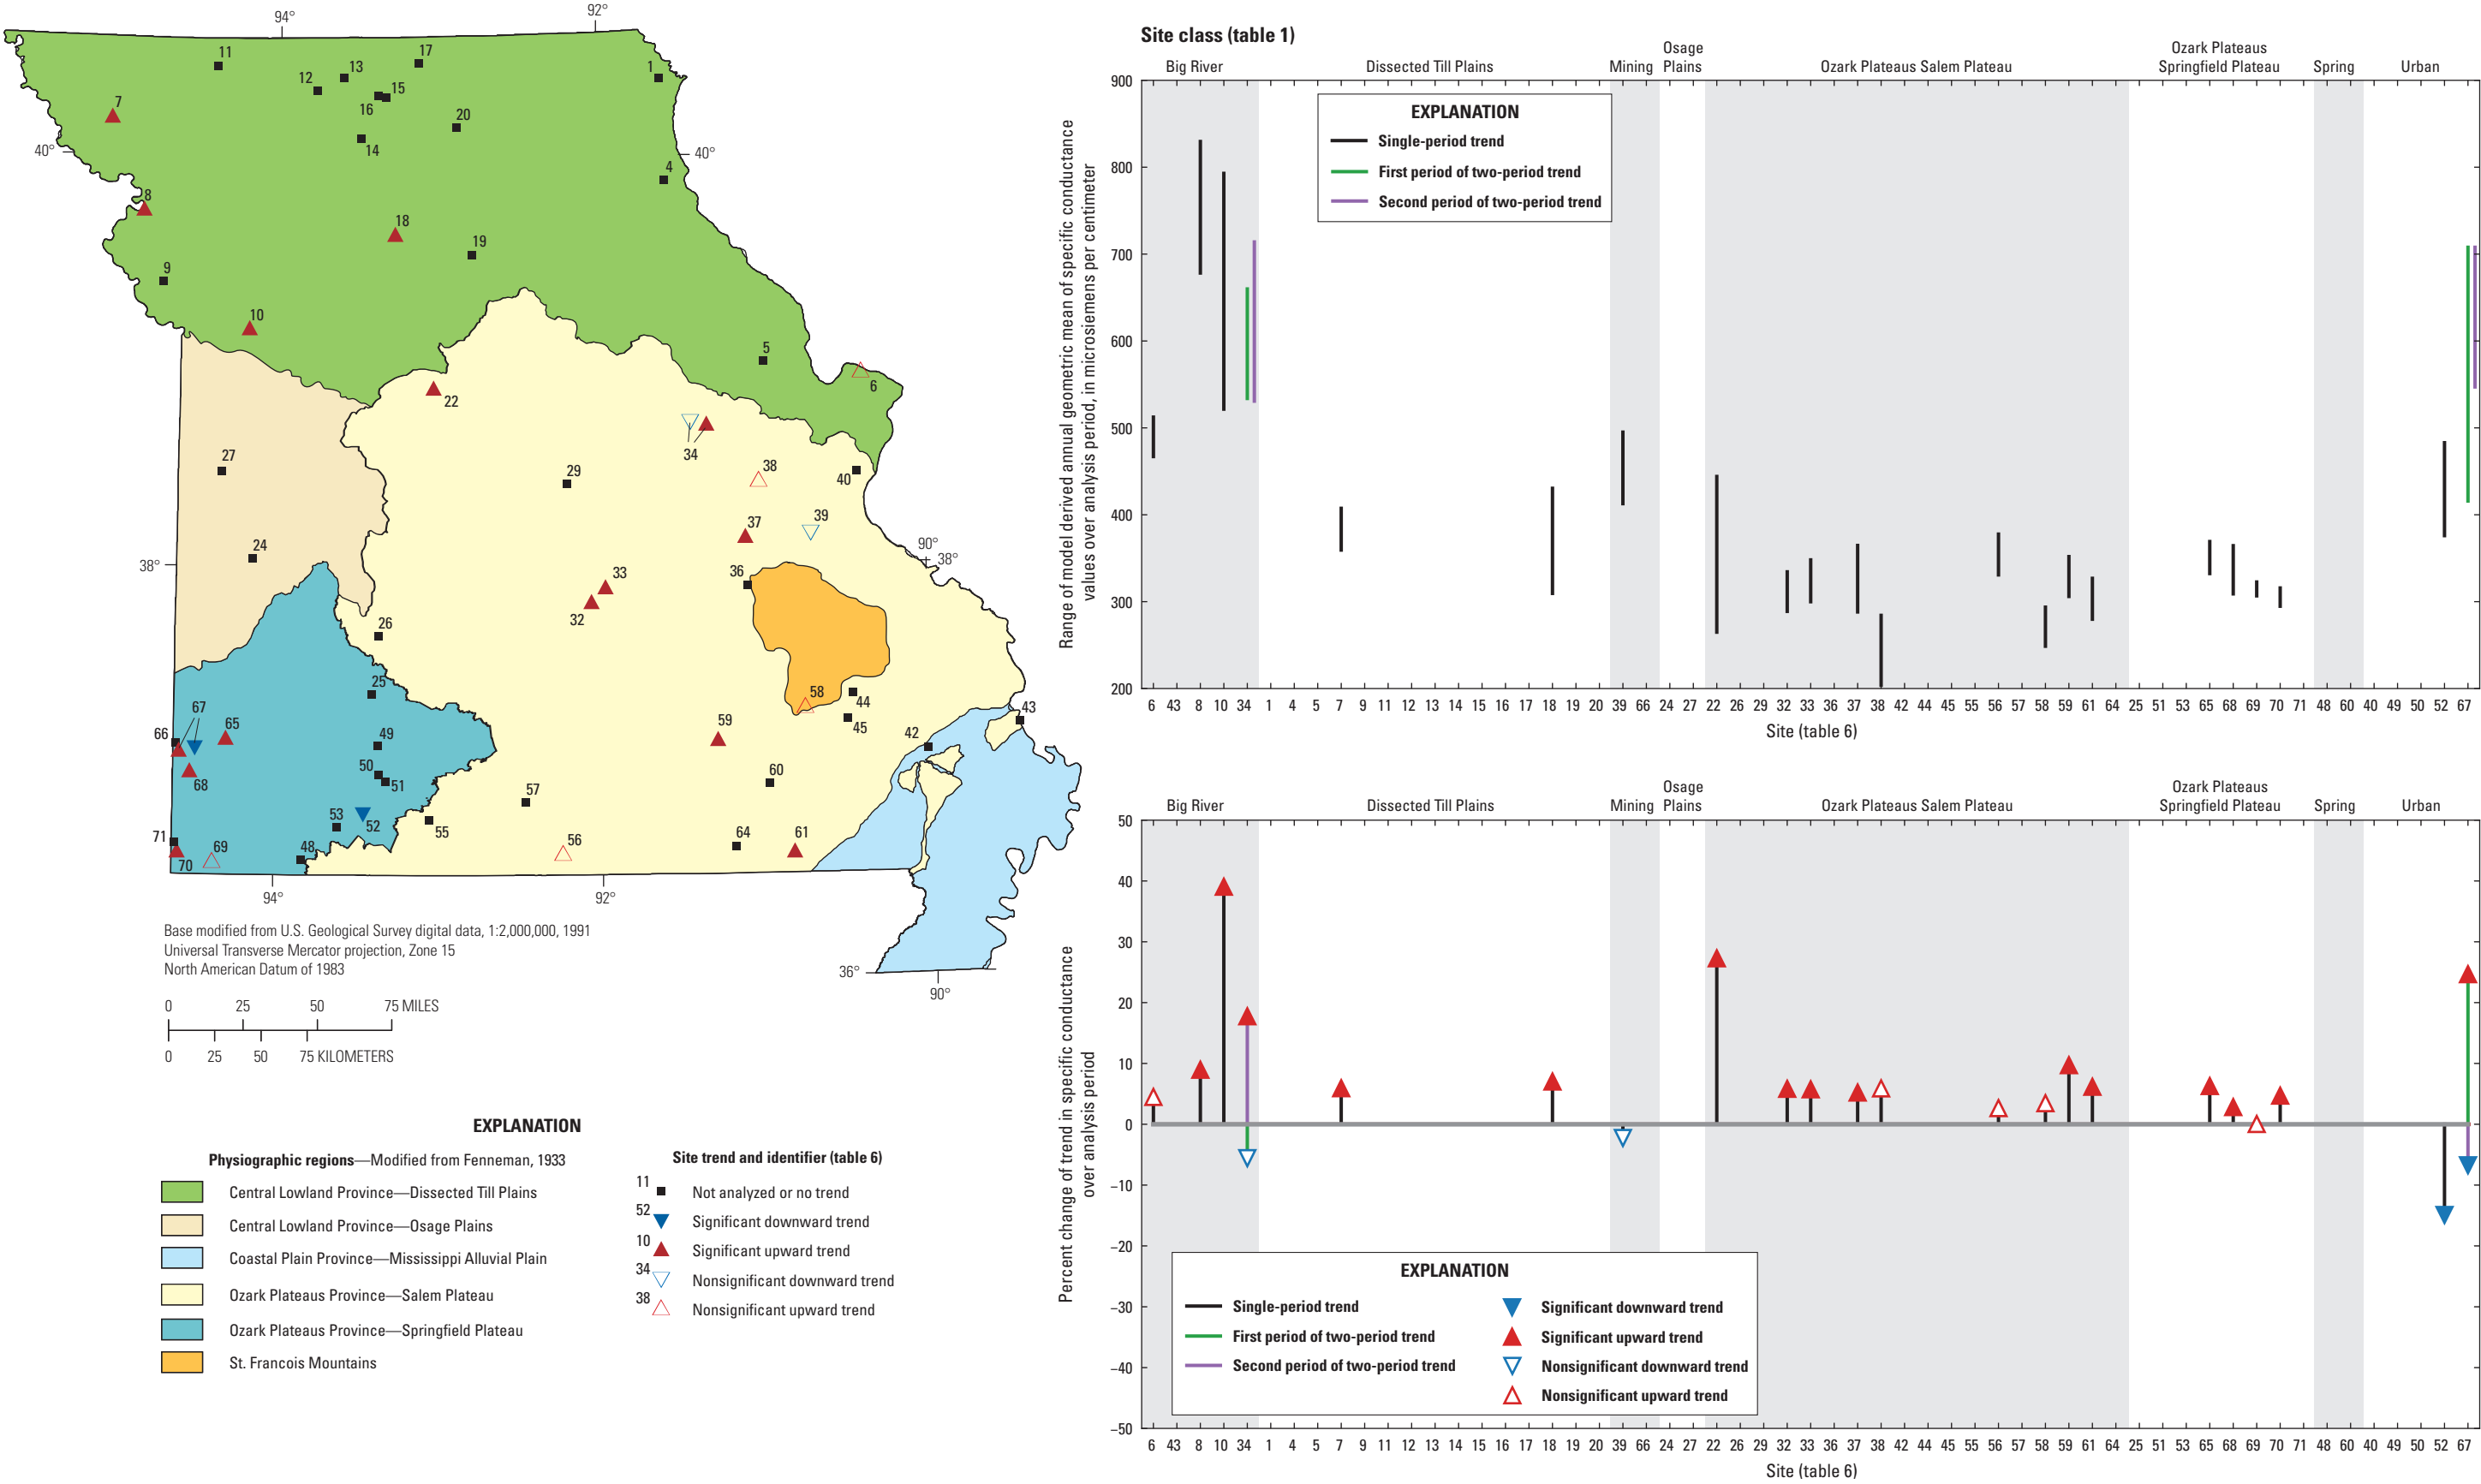 94°
92°
11
17
13
12
15
1
16
7
20
14
40°
40°
4
8
18
19
9
10
5
6
22
34
27
29
38
40
39
37
24
90°
38°
38°
36
33
32
26
25
58
44
43
67
65
66
59
45
42
49
50
51
60
68
57
53
52
55
71
70
69
48
56
64
61
94°
92°
36°
90°
Base modified from U.S. Geological Survey digital data, 1:2,000,000, 1991
Universal Transverse Mercator projection, Zone 15
North American Datum of 1983
0 25 50 75 MILES
0 25 50 75 KILOMETERS
EXPLANATION
Physiographic regions—Modified from Fenneman, 1933
Central Lowland Province—Dissected Till Plains
Central Lowland Province—Osage Plains
Coastal Plain Province—Mississippi Alluvial Plain
Ozark Plateaus Province—Salem Plateau
Ozark Plateaus Province—Springfield Plateau
St. Francois Mountains
Site trend and identifier (table 6)
11 Not analyzed or no trend
52 Significant downward trend
10 Significant upward trend
34 Nonsignificant downward trend
38 Nonsignificant upward trend
Site class (table 1)
Big River
Dissected Till Plains
Mining
Osage
Plains
Ozark Plateaus Salem Plateau
Ozark Plateaus
Springfield Plateau
Spring
Urban
900
800
700
600
500
400
300
200
Range of model derived annual geometric mean of specific conductance
values over analysis period, in microsiemens per centimeter
EXPLANATION
Single-period trend
First period of two-period trend
Second period of two-period trend
6 43 8 10 34 1 4 5 7 9 11 12 13 14 15 16 17 18 19 20 39 66 24 27 22 26 29 32 33 36 37 38 42 44 45 55 56 57 58 59 61 64 25 51 53 65 68 69 70 71 48 60 40 49 50 52 67
Site (table 6)
Big River
Dissected Till Plains
Mining
Osage
Plains
Ozark Plateaus Salem Plateau
Ozark Plateaus
Springfield Plateau
Spring
Urban
50
40
30
20
10
0
–10
–20
–30
–40
–50
Percent change of trend in specific conductance
over analysis period
EXPLANATION
Single-period trend
First period of two-period trend
Second period of two-period trend
Significant downward trend
Significant upward trend
Nonsignificant downward trend
Nonsignificant upward trend
6 43 8 10 34 1 4 5 7 9 11 12 13 14 15 16 17 18 19 20 39 66 24 27 22 26 29 32 33 36 37 38 42 44 45 55 56 57 58 59 61 64 25 51 53 65 68 69 70 71 48 60 40 49 50 52 67
Site (table 6)